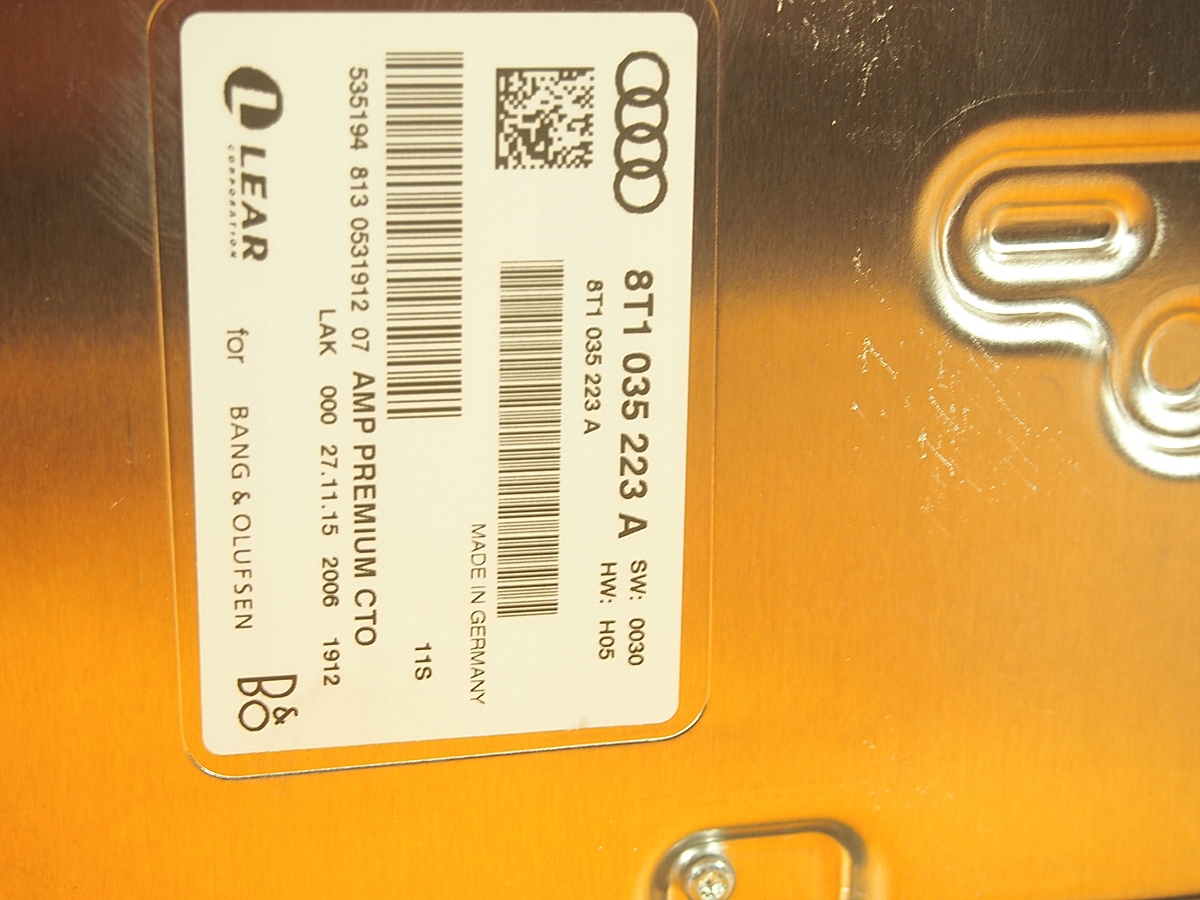 8T1 035 223 A SW: 0030
8T1 035 223 A HW: H05
MADE IN GERMANY
11S
535194 813 0531912 07 AMP PREMIUM CTO
LAK 000 27.11.15 2006 1912
LEAR
CORPORATION
for BANG & OLUFSEN
B&O